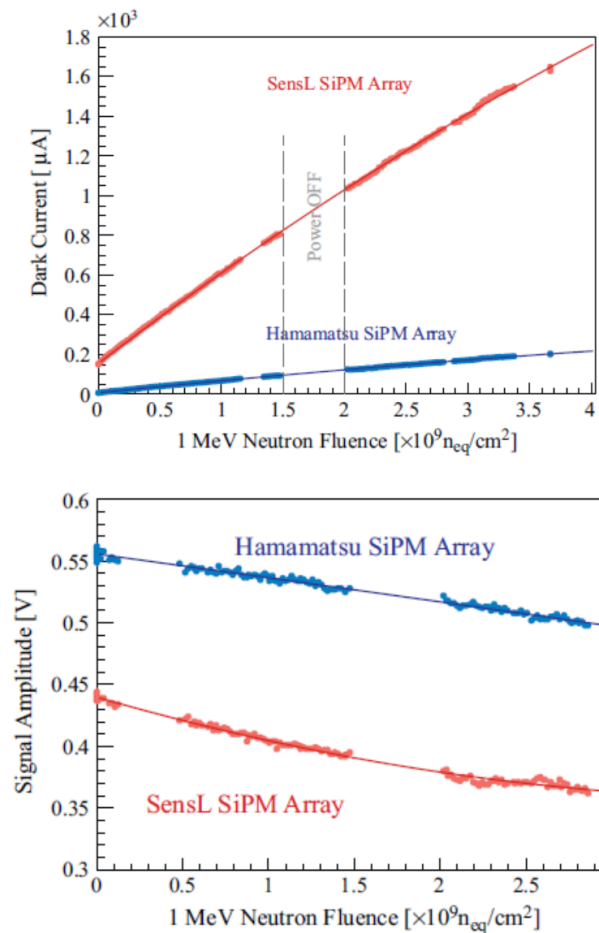 ×10³
1.8
1.6
1.4
1.2
1
0.8
0.6
0.4
0.2
0
Dark Current [ μA]
SensL SiPM Array
Power OFF
Hamamatsu SiPM Array
0 0.5 1 1.5 2 2.5 3 3.5 4
1 MeV Neutron Fluence [×10⁹neq/cm²]
0.6
0.55
0.5
0.45
0.4
0.35
0.3
Signal Amplitude [V]
Hamamatsu SiPM Array
SensL SiPM Array
0 0.5 1 1.5 2 2.5
1 MeV Neutron Fluence [×10⁹neq/cm²]